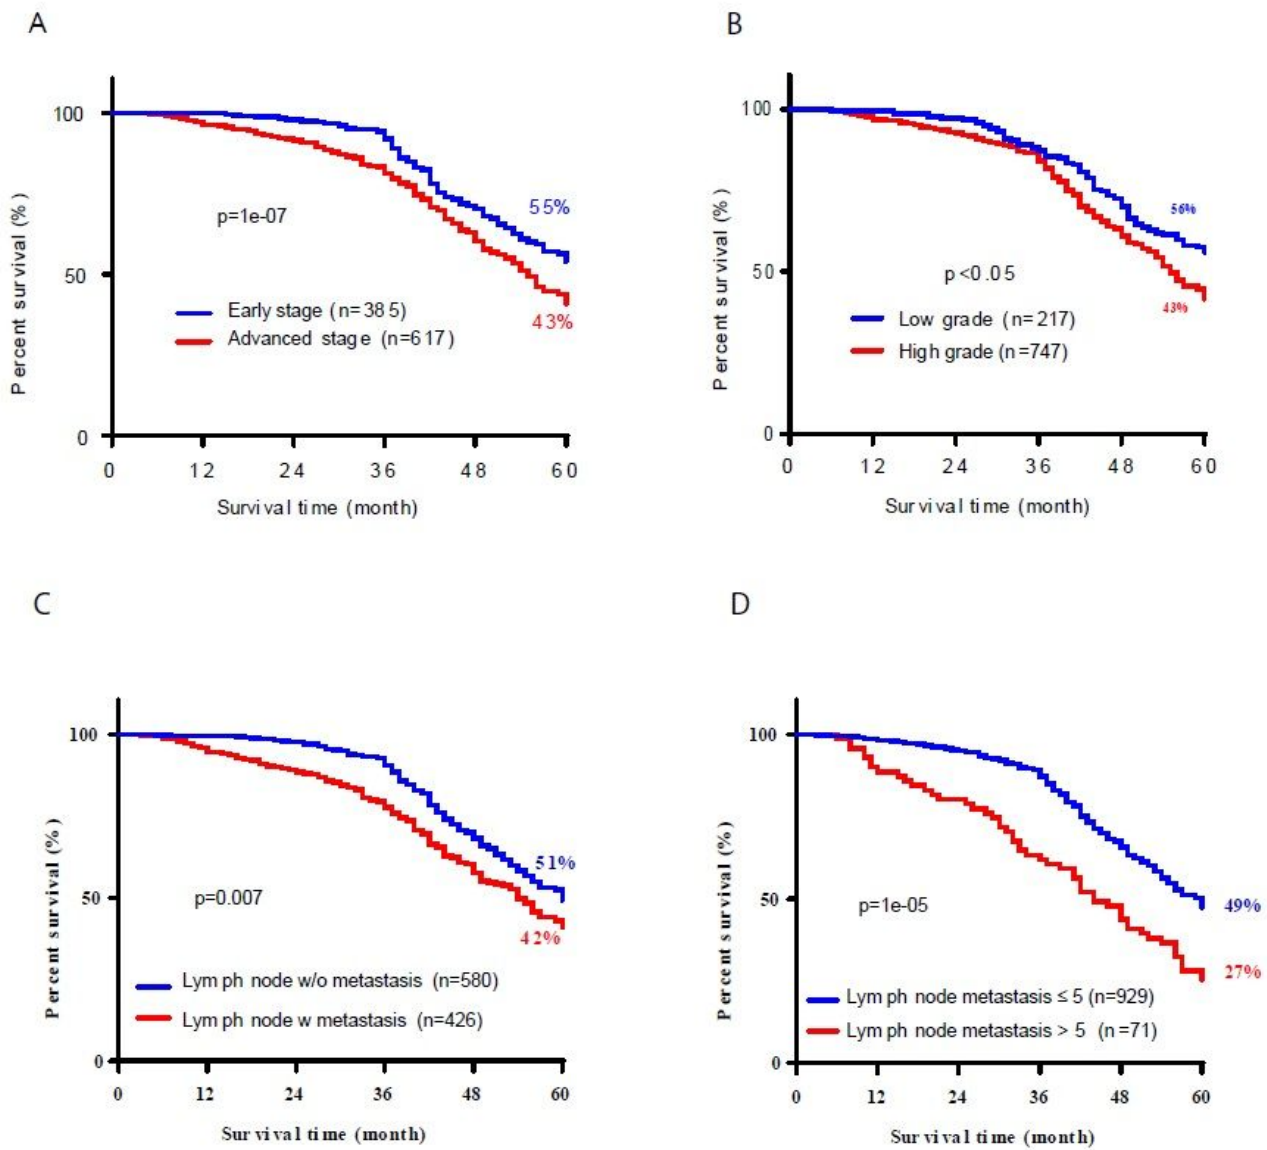 A
B
Percent survival (%)
100
50
0
p=1e-07
55%
Early stage (n=385)
Advanced stage (n=617)
43%
0 12 24 36 48 60
Survival time (month)
Percent survival (%)
100
50
0
56%
p<0.05
43%
Low grade (n=217)
High grade (n=747)
0 12 24 36 48 60
Survival time (month)
C
D
Percent survival (%)
100
50
0
51%
p=0.007
42%
Lymph node w/o metastasis (n=580)
Lymph node w metastasis (n=426)
0 12 24 36 48 60
Survival time (month)
Percent survival (%)
100
50
0
p=1e-05
49%
27%
Lymph node metastasis ≤ 5 (n=929)
Lymph node metastasis > 5 (n=71)
0 12 24 36 48 60
Survival time (month)